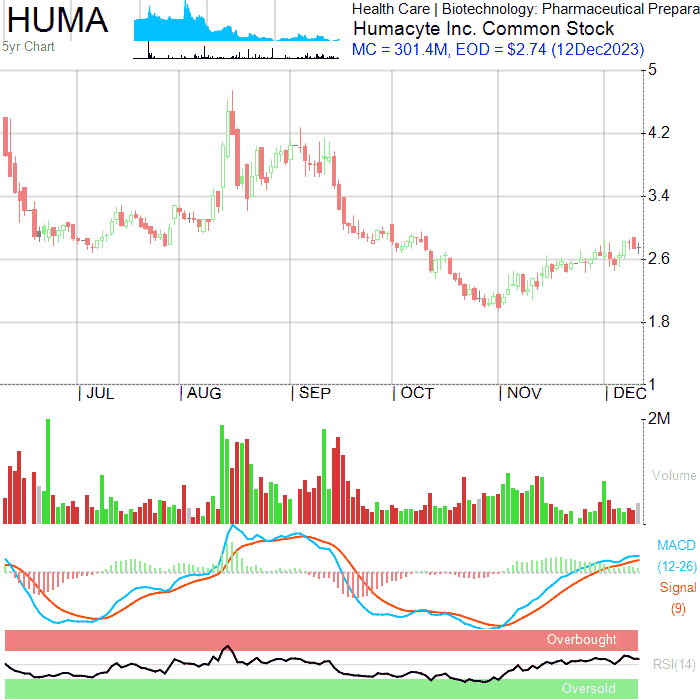 HUMA
5yr Chart
Health Care | Biotechnology: Pharmaceutical Prepara
Humacyte Inc. Common Stock
MC = 301.4M, EOD = $2.74 (12Dec2023)
5
4.2
3.4
2.6
1.8
1
| JUL | AUG | SEP | OCT | NOV | DEC
2M
Volume
MACD
(12-26)
Signal
(9)
Overbought
RSI(14)
Oversold